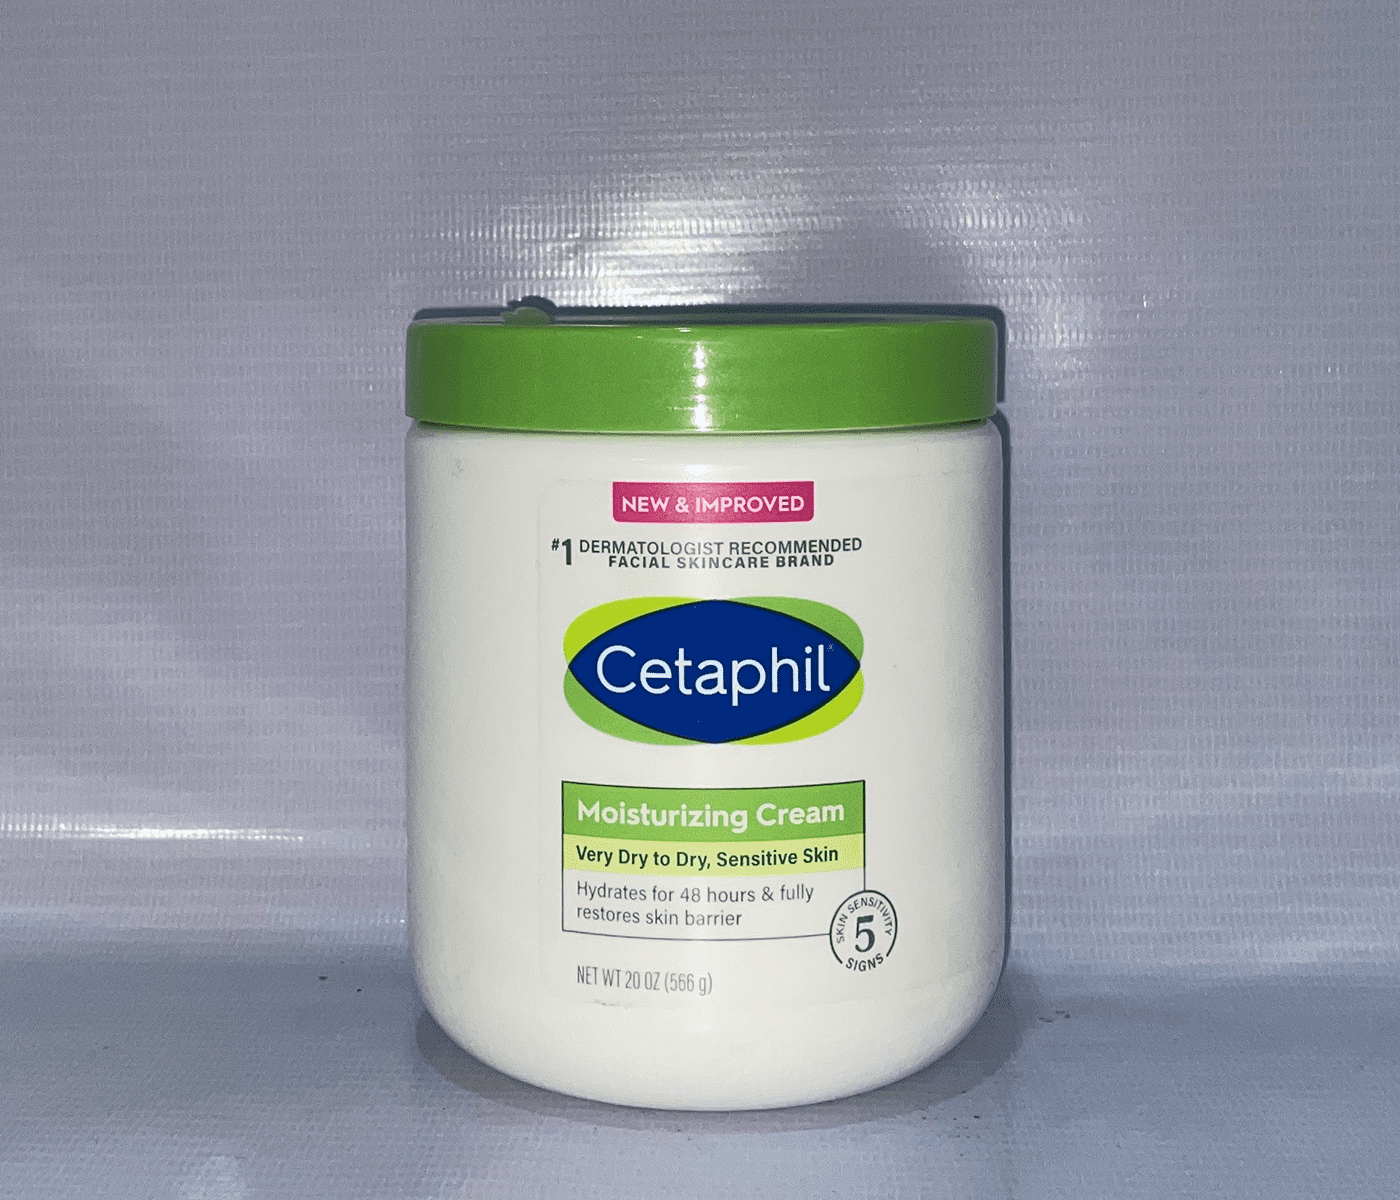 NEW & IMPROVED
#1 DERMATOLOGIST RECOMMENDED
FACIAL SKINCARE BRAND
Cetaphil®
Moisturizing Cream
Very Dry to Dry, Sensitive Skin
Hydrates for 48 hours & fully
restores skin barrier
SKIN SENSITIVITY
5
SIGNS
NET WT 20 OZ (566 g)